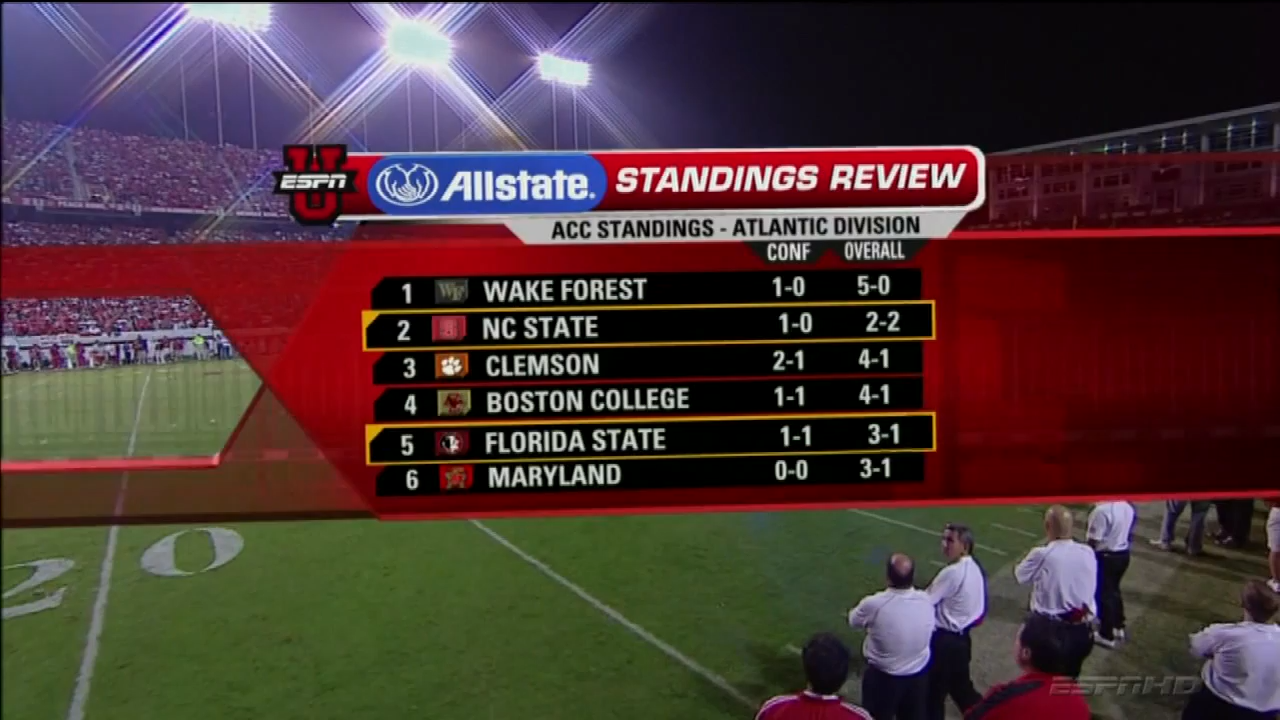 U
ESPN
Allstate. STANDINGS REVIEW
ACC STANDINGS - ATLANTIC DIVISION
CONF OVERALL
1 WF WAKE FOREST 1-0 5-0
2 NC STATE 1-0 2-2
3 CLEMSON 2-1 4-1
4 BOSTON COLLEGE 1-1 4-1
5 FLORIDA STATE 1-1 3-1
6 MARYLAND 0-0 3-1
20
ESPNHD